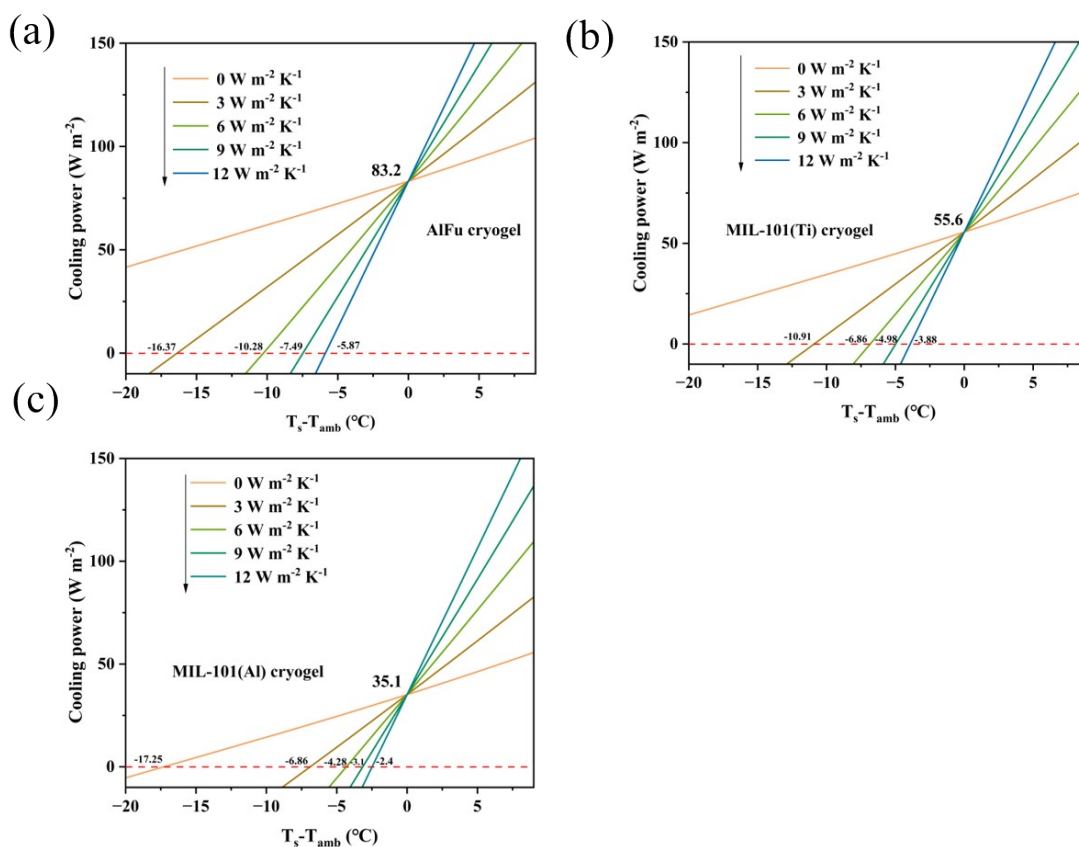 (a)
150
100
50
0
Cooling power (W m-2)
0 W m-2 K-1
3 W m-2 K-1
6 W m-2 K-1
9 W m-2 K-1
12 W m-2 K-1
83.2
AlFu cryogel
-16.37 -10.28 -7.49 -5.87
−20 −15 −10 −5 0 5
Ts-Tamb (°C)
(b)
150
100
50
0
Cooling power (W m-2)
0 W m-2 K-1
3 W m-2 K-1
6 W m-2 K-1
9 W m-2 K-1
12 W m-2 K-1
55.6
MIL-101(Ti) cryogel
-10.91 -6.86 -4.98 -3.88
−20 −15 −10 −5 0 5
Ts-Tamb (°C)
(c)
150
100
50
0
Cooling power (W m-2)
0 W m-2 K-1
3 W m-2 K-1
6 W m-2 K-1
9 W m-2 K-1
12 W m-2 K-1
MIL-101(Al) cryogel
35.1
-17.25 -6.86 -4.28 -3.1 -2.4
−20 −15 −10 −5 0 5
Ts-Tamb (°C)